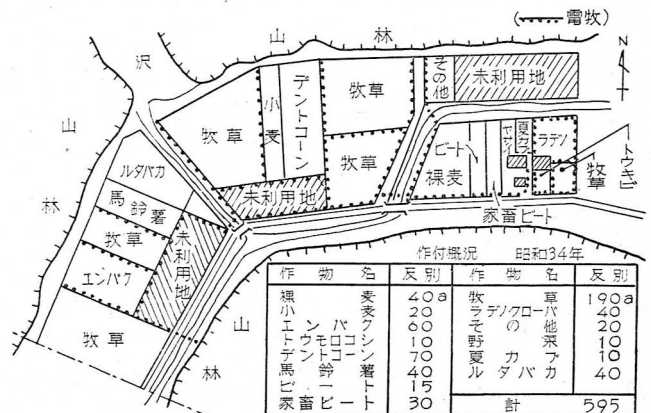 (電牧)
N
山林
沢
山林
牧草
小麦
デントコーン
牧草
牧草
その他
未利用地
未利用地
ビート
裸麦
ヤサイ
夏カブ
ラデノ
トウキビ
牧草
家畜ビート
ルタバカ
馬鈴薯
牧草
エンバク
未利用地
牧草
山林
作付概況 昭和34年
作物名 反別 作物名 反別
裸麦 40a 牧草 190a
小麦 20 ラデノクローバ 40
エンバク 60 その他 20
トウモロコシ 10 野菜 10
デントコーン 70 夏カブ 10
馬鈴薯 40 ルタバカ 40
ビート 15
家畜ビート 30 計 595